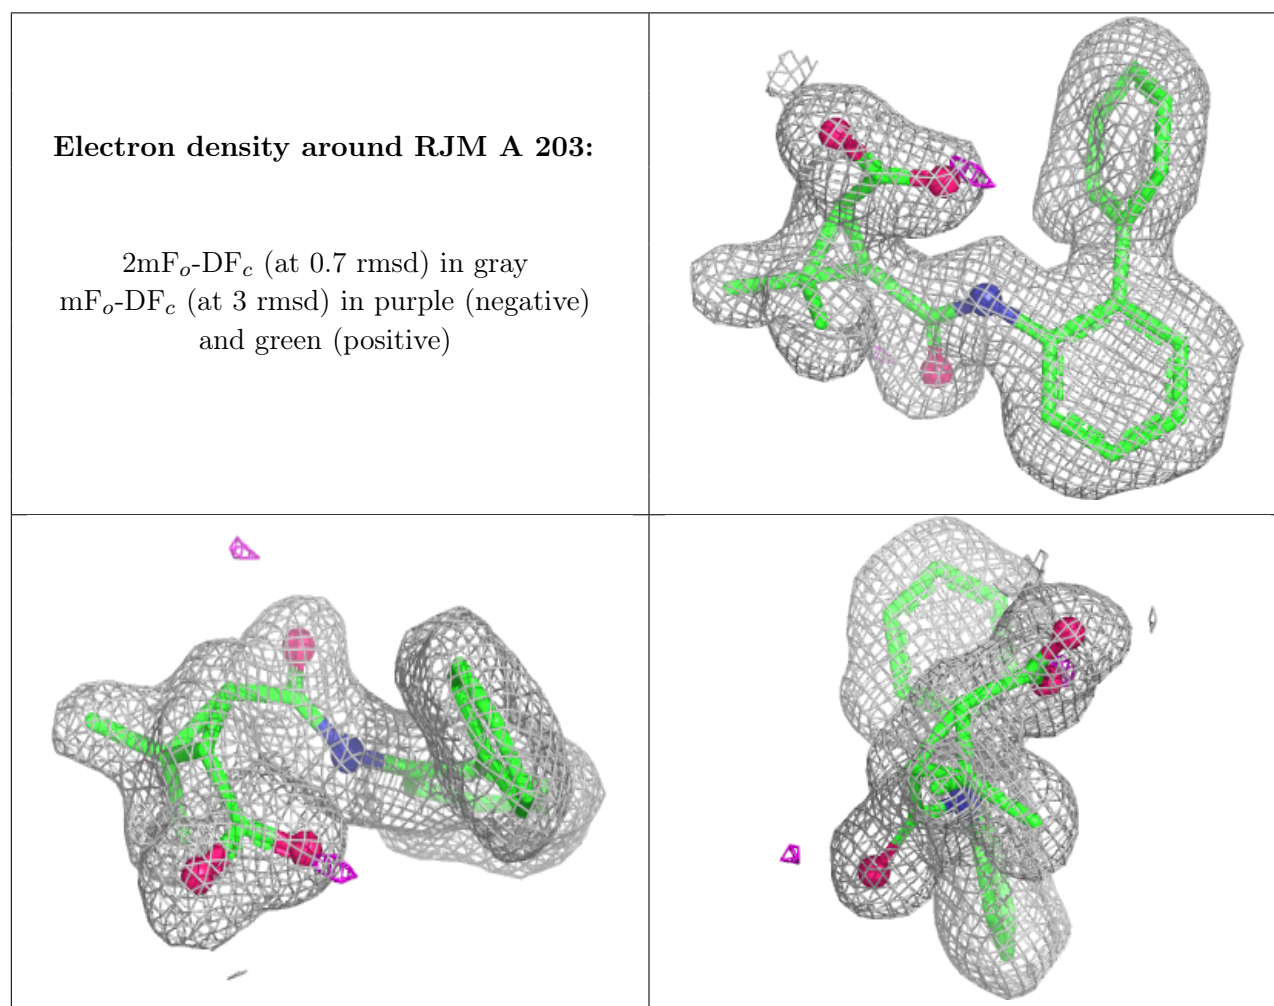 Electron density around RJM A 203:
2mFₒ-DF𝒸 (at 0.7 rmsd) in gray
mFₒ-DF𝒸 (at 3 rmsd) in purple (negative)
and green (positive)